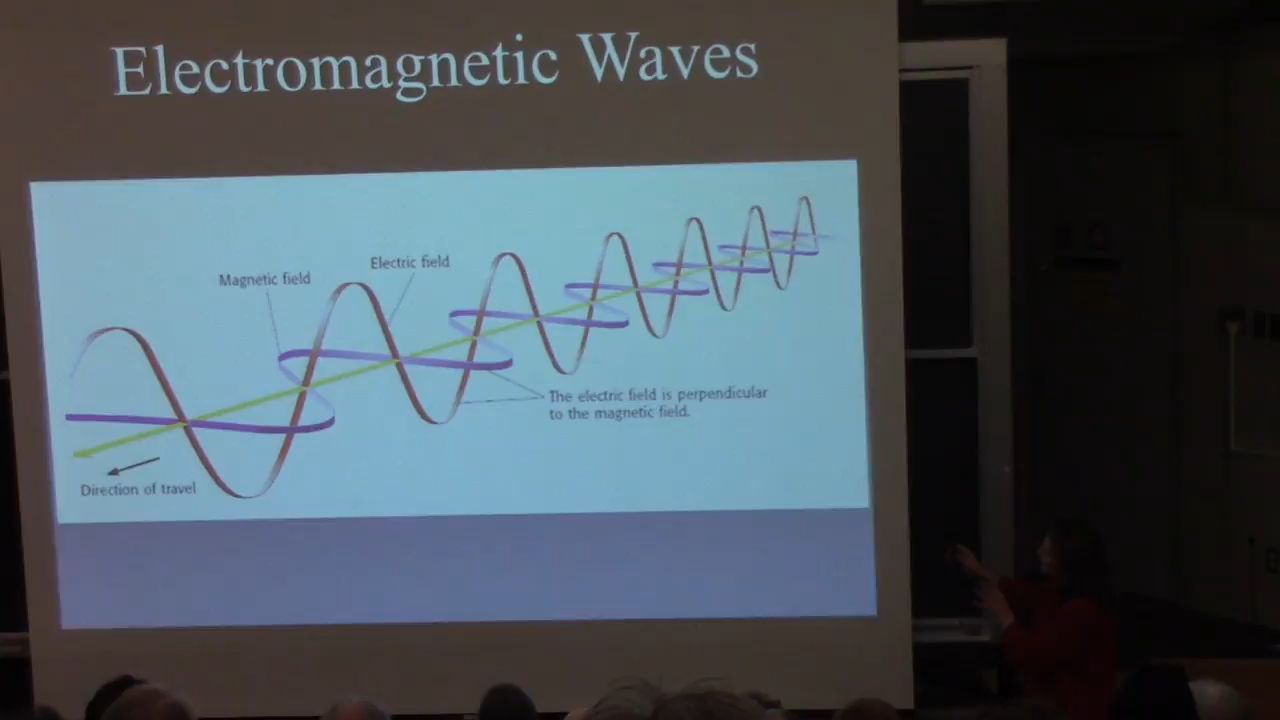 Electromagnetic Waves
Electric field
Magnetic field
The electric field is perpendicular
to the magnetic field.
Direction of travel